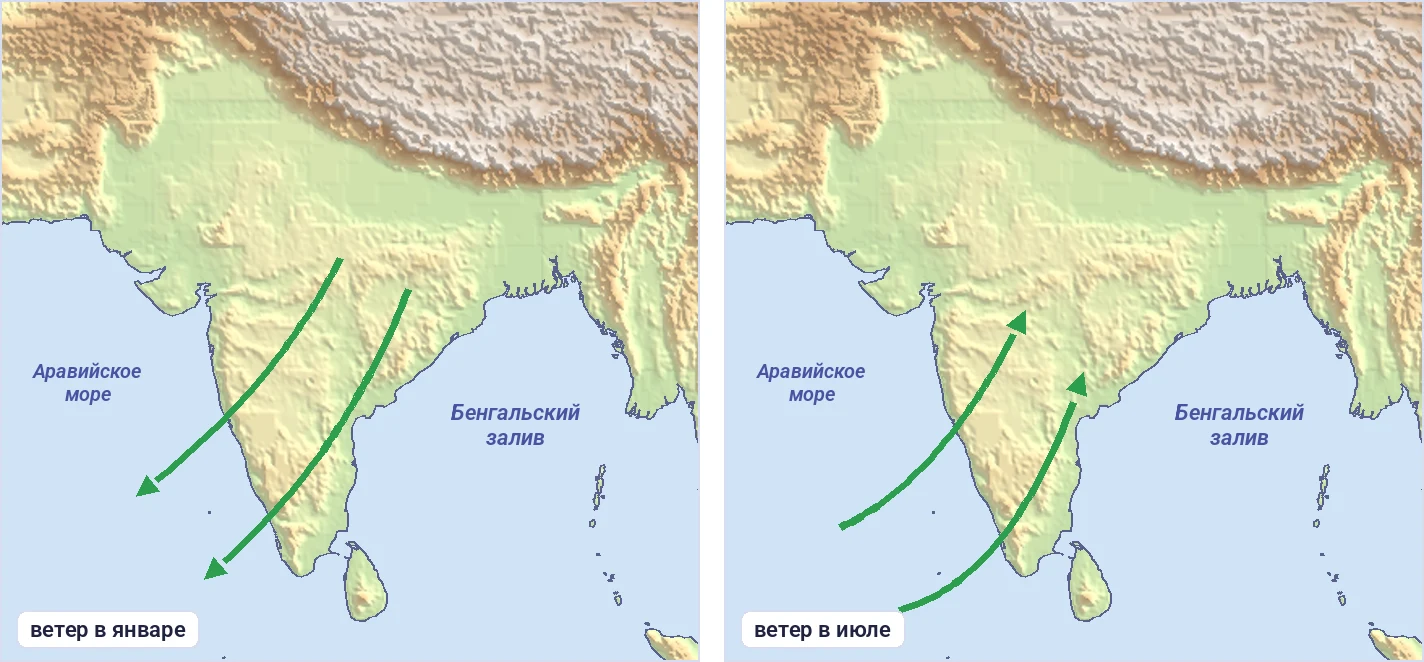 Аравийское
море
Бенгальский
залив
ветер в январе
Аравийское
море
Бенгальский
залив
ветер в июле